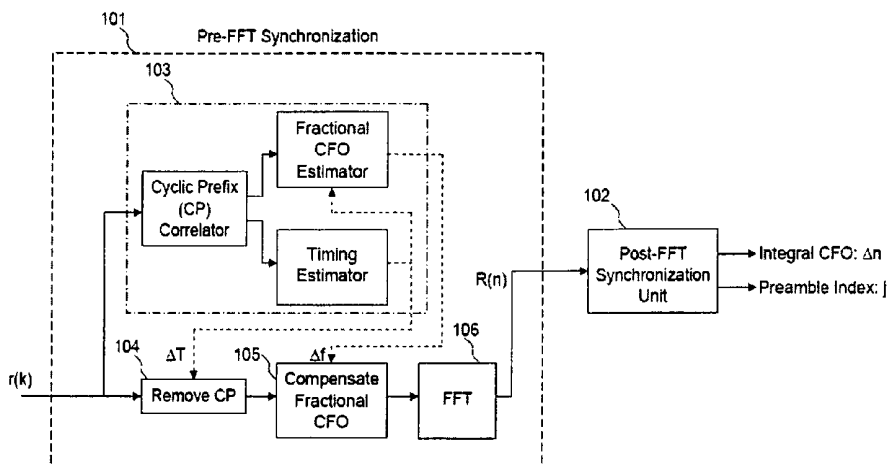 101
Pre-FFT Synchronization
103
Fractional
CFO
Estimator
Cyclic Prefix
(CP)
Correlator
Timing
Estimator
102
Post-FFT
Synchronization
Unit
Integral CFO: Δn
Preamble Index: j
R(n)
104
ΔT
105
Δf
106
r(k)
Remove CP
Compensate
Fractional
CFO
FFT